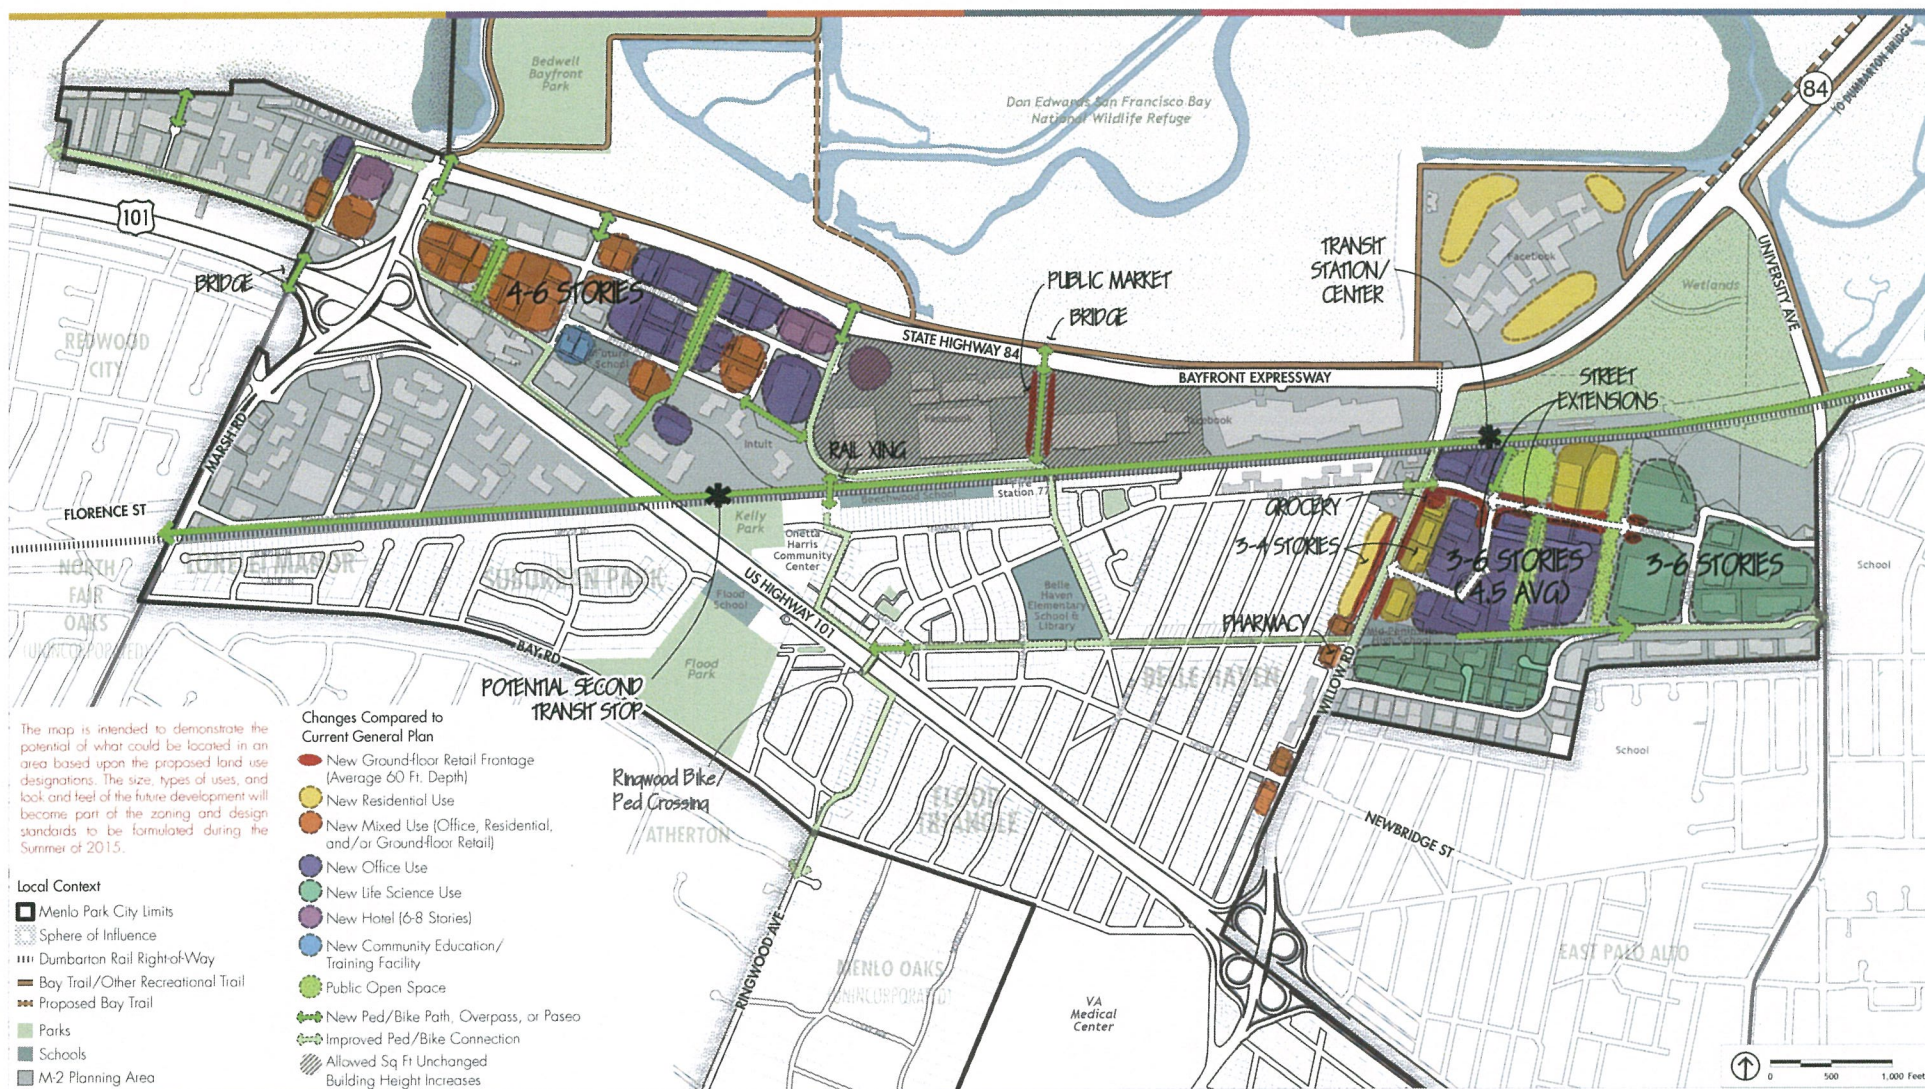 Bedwell
Bayfront
Park
Don Edwards San Francisco Bay
National Wildlife Refuge
84
TO DUMBARTON BRIDGE
101
BRIDGE
TRANSIT
STATION/
CENTER
Facebook
Wetlands
UNIVERSITY AVE
4-6 STORIES
PUBLIC MARKET
BRIDGE
STATE HIGHWAY 84
BAYFRONT EXPRESSWAY
STREET
EXTENSIONS
REDWOOD
CITY
Future
School
MARSH RD
Intuit
RAIL XING
Facebook
Fire
Station 77
Beechwood School
GROCERY
FLORENCE ST
Kelly
Park
Onetta
Harris
Community
Center
3-4 STORIES
3-6 STORIES
(4.5 AVG)
3-6 STORIES
School
NORTH
FAIR
OAKS
(UNINCORPORATED)
LORELEI MANOR
SUBURBAN PARK
Flood
School
US HIGHWAY 101
Belle
Haven
Elementary
School &
Library
PHARMACY
BAY RD
Flood
Park
BELLE HAVEN
WILLOW RD
POTENTIAL SECOND
TRANSIT STOP
School
Ringwood Bike/
Ped Crossing
ATHERTON
FLOOD
TRIANGLE
NEWBRIDGE ST
RINGWOOD AVE
MENLO OAKS
(UNINCORPORATED)
VA
Medical
Center
EAST PALO ALTO
The map is intended to demonstrate the
potential of what could be located in an
area based upon the proposed land use
designations. The size, types of uses, and
look and feel of the future development will
become part of the zoning and design
standards to be formulated during the
Summer of 2015.
Local Context
Menlo Park City Limits
Sphere of Influence
Dumbarton Rail Right-of-Way
Bay Trail/Other Recreational Trail
Proposed Bay Trail
Parks
Schools
M-2 Planning Area
Changes Compared to
Current General Plan
New Ground-floor Retail Frontage
(Average 60 Ft. Depth)
New Residential Use
New Mixed Use (Office, Residential,
and/or Ground-floor Retail)
New Office Use
New Life Science Use
New Hotel (6-8 Stories)
New Community Education/
Training Facility
Public Open Space
New Ped/Bike Path, Overpass, or Paseo
Improved Ped/Bike Connection
Allowed Sq Ft Unchanged
Building Height Increases
0 500 1,000 Feet